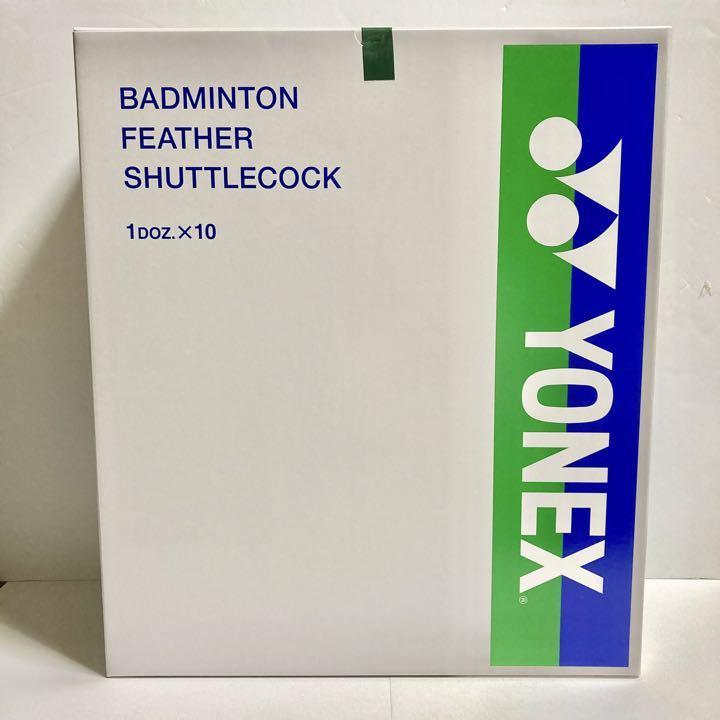 BADMINTON
FEATHER
SHUTTLECOCK
1DOZ.×10
YONEX®